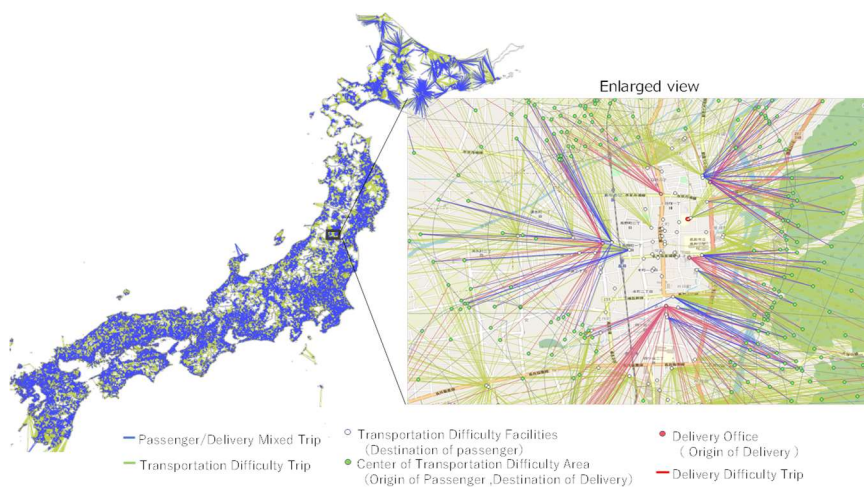 Enlarged view
Passenger/Delivery Mixed Trip
Transportation Difficulty Trip
Transportation Difficulty Facilities
(Destination of passenger)
Center of Transportation Difficulty Area
(Origin of Passenger ,Destination of Delivery)
Delivery Office
( Origin of Delivery )
Delivery Difficulty Trip